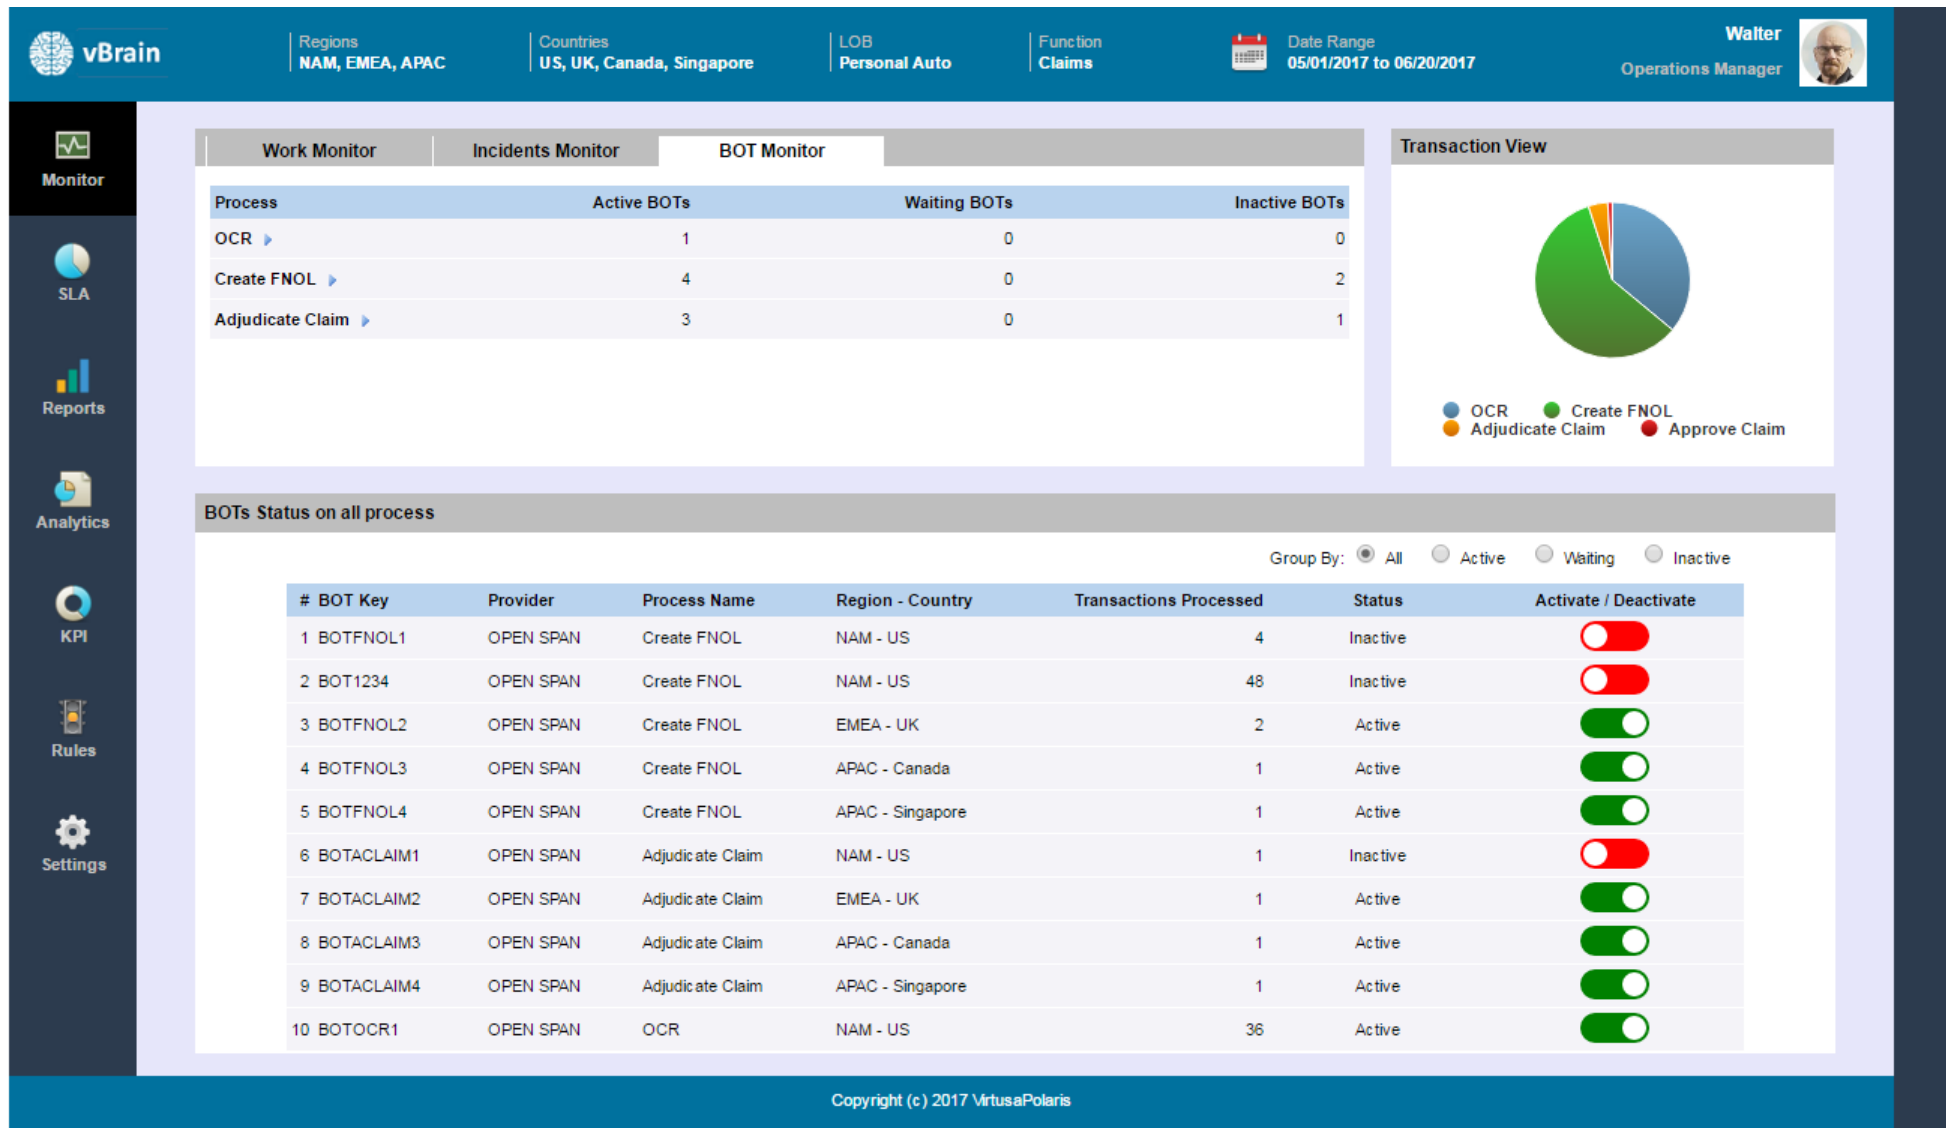 vBrain
Regions
NAM, EMEA, APAC
Countries
US, UK, Canada, Singapore
LOB
Personal Auto
Function
Claims
Date Range
05/01/2017 to 06/20/2017
Walter
Operations Manager
Monitor
SLA
Reports
Analytics
KPI
Rules
Settings
Work Monitor Incidents Monitor BOT Monitor
Process Active BOTs Waiting BOTs Inactive BOTs
OCR 1 0 0
Create FNOL 4 0 2
Adjudicate Claim 3 0 1
Transaction View
OCR Create FNOL
Adjudicate Claim Approve Claim
BOTs Status on all process
Group By: All Active Waiting Inactive
# BOT Key Provider Process Name Region - Country Transactions Processed Status Activate / Deactivate
1 BOTFNOL1 OPEN SPAN Create FNOL NAM - US 4 Inactive
2 BOT1234 OPEN SPAN Create FNOL NAM - US 48 Inactive
3 BOTFNOL2 OPEN SPAN Create FNOL EMEA - UK 2 Active
4 BOTFNOL3 OPEN SPAN Create FNOL APAC - Canada 1 Active
5 BOTFNOL4 OPEN SPAN Create FNOL APAC - Singapore 1 Active
6 BOTACLAIM1 OPEN SPAN Adjudicate Claim NAM - US 1 Inactive
7 BOTACLAIM2 OPEN SPAN Adjudicate Claim EMEA - UK 1 Active
8 BOTACLAIM3 OPEN SPAN Adjudicate Claim APAC - Canada 1 Active
9 BOTACLAIM4 OPEN SPAN Adjudicate Claim APAC - Singapore 1 Active
10 BOTOCR1 OPEN SPAN OCR NAM - US 36 Active
Copyright (c) 2017 VirtusaPolaris